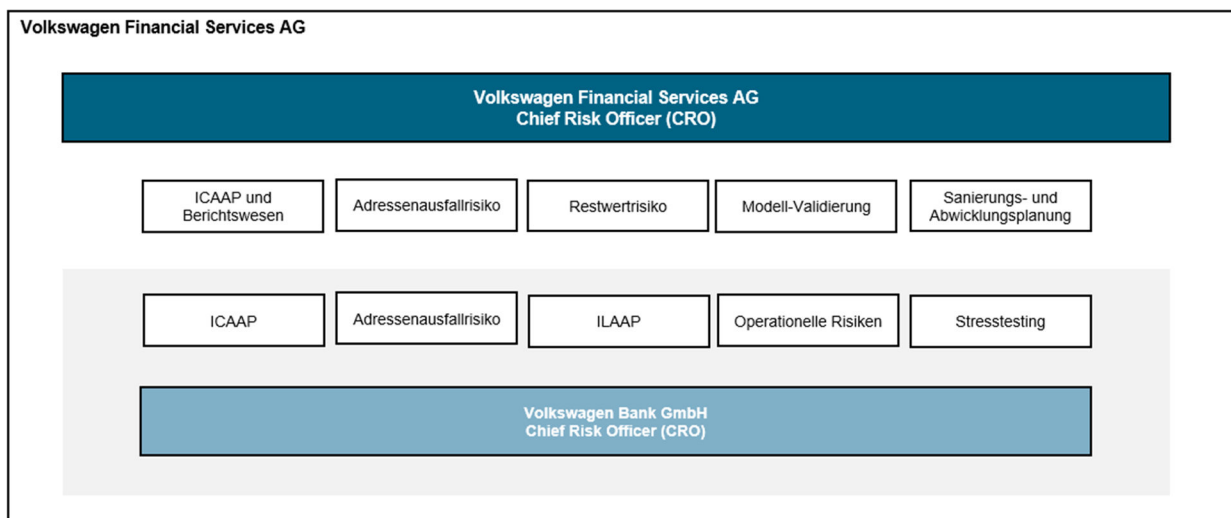 Volkswagen Financial Services AG
Volkswagen Financial Services AG
Chief Risk Officer (CRO)
ICAAP und
Berichtswesen
Adressenausfallrisiko
Restwertrisiko
Modell-Validierung
Sanierungs- und
Abwicklungsplanung
ICAAP
Adressenausfallrisiko
ILAAP
Operationelle Risiken
Stresstesting
Volkswagen Bank GmbH
Chief Risk Officer (CRO)